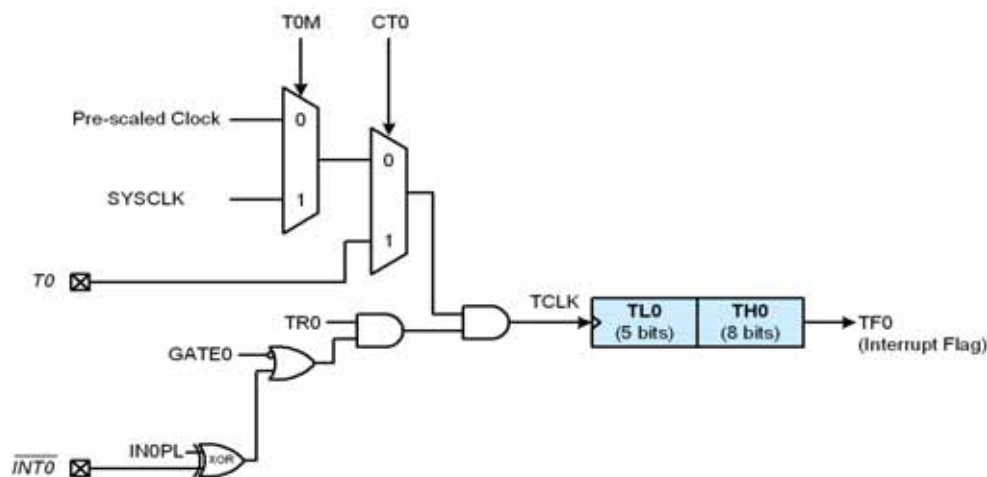 T0M
CT0
Pre-scaled Clock
0
0
SYSCLK
1
1
T0
TCLK
TL0
(5 bits)
TH0
(8 bits)
TF0
(Interrupt Flag)
TR0
GATE0
IN0PL
XOR
INT0